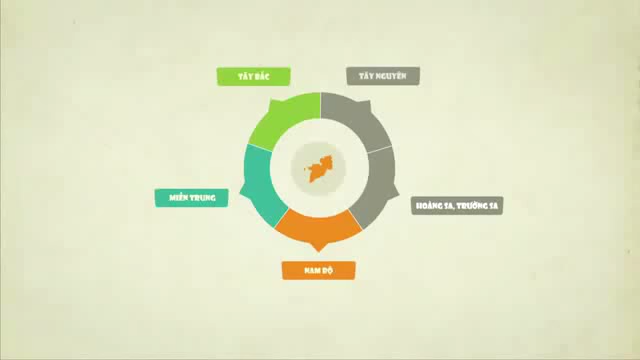 TÂY BẮC
TÂY NGUYÊN
MIỀN TRUNG
HOÀNG SA, TRƯỜNG SA
NAM BỘ